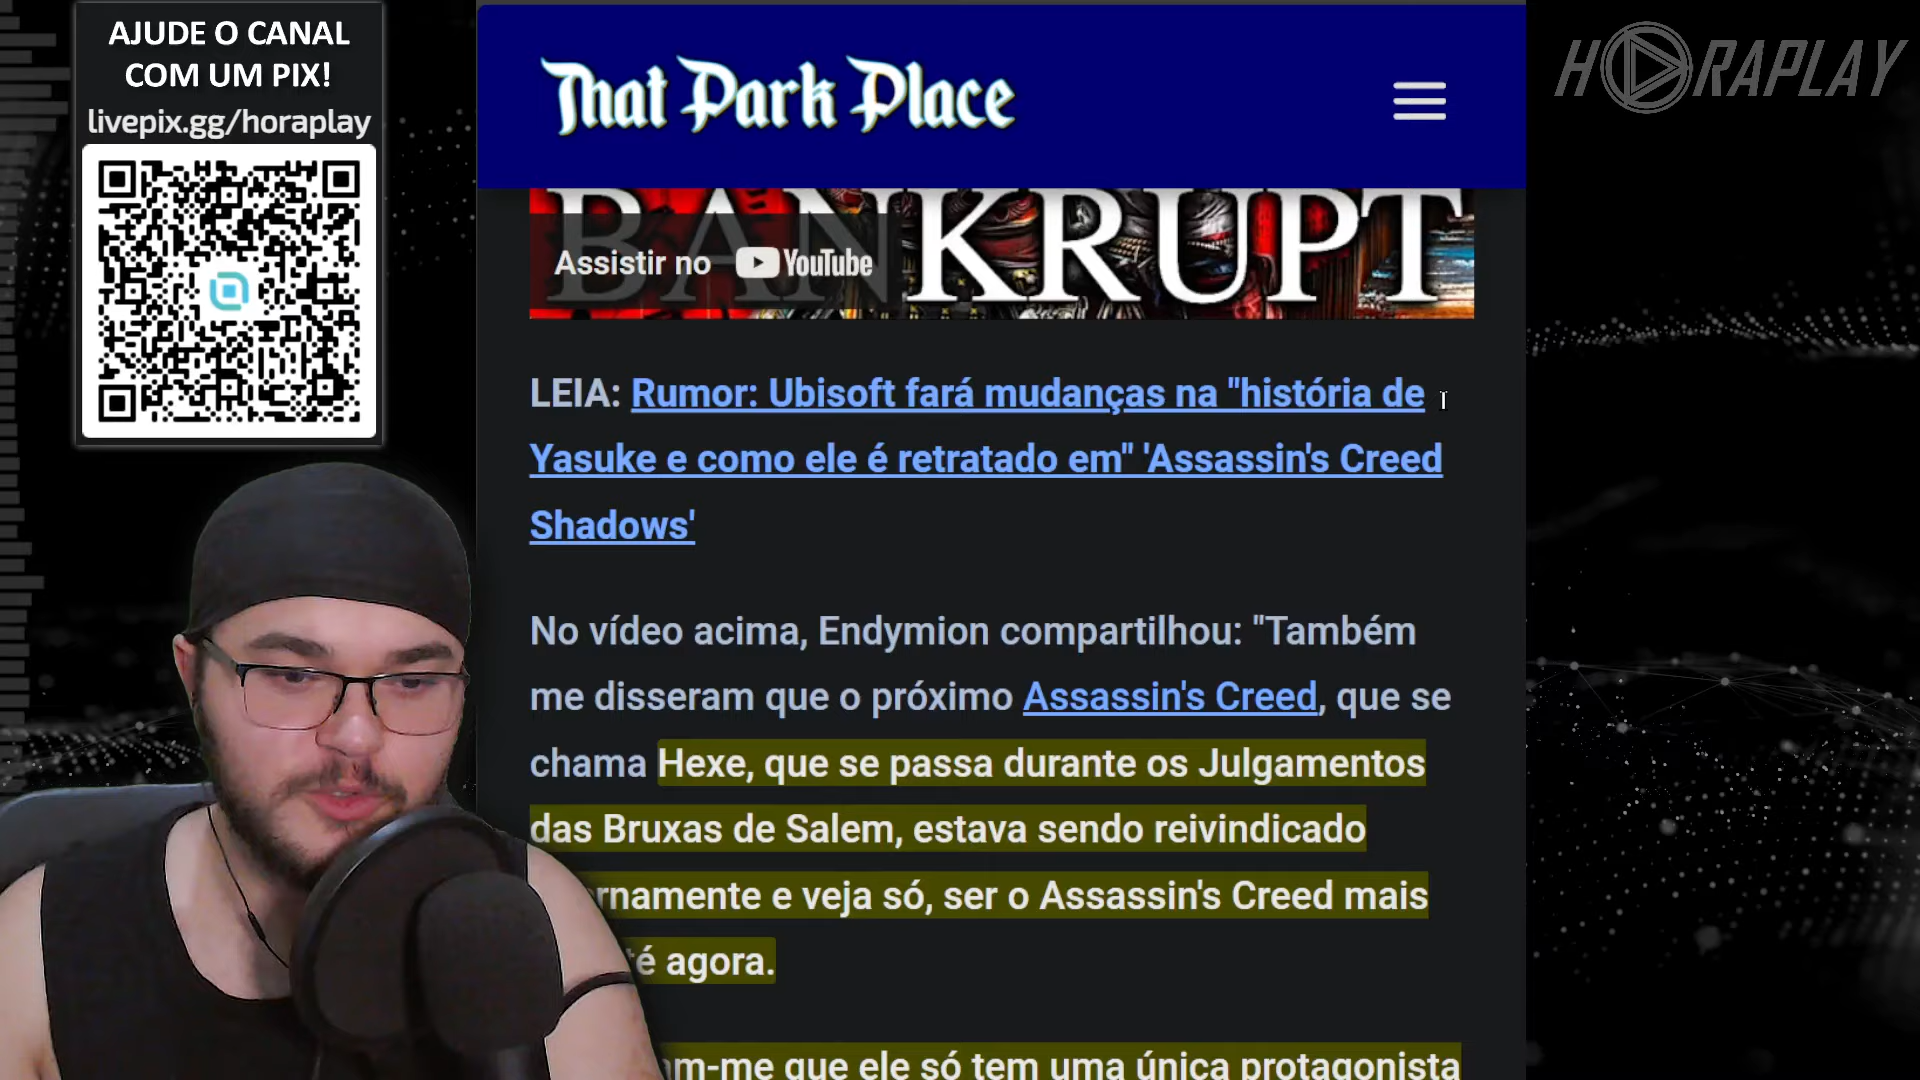 AJUDE O CANAL
COM UM PIX!
livepix.gg/horaplay
That Park Place
HORAPLAY
BANKRUPT
Assistir no YouTube
LEIA: Rumor: Ubisoft fará mudanças na "história de
Yasuke e como ele é retratado em" 'Assassin's Creed
Shadows'
No vídeo acima, Endymion compartilhou: "Também
me disseram que o próximo Assassin's Creed, que se
chama Hexe, que se passa durante os Julgamentos
das Bruxas de Salem, estava sendo reivindicado
rnamente e veja só, ser o Assassin's Creed mais
té agora.
am-me que ele só tem uma única protagonista